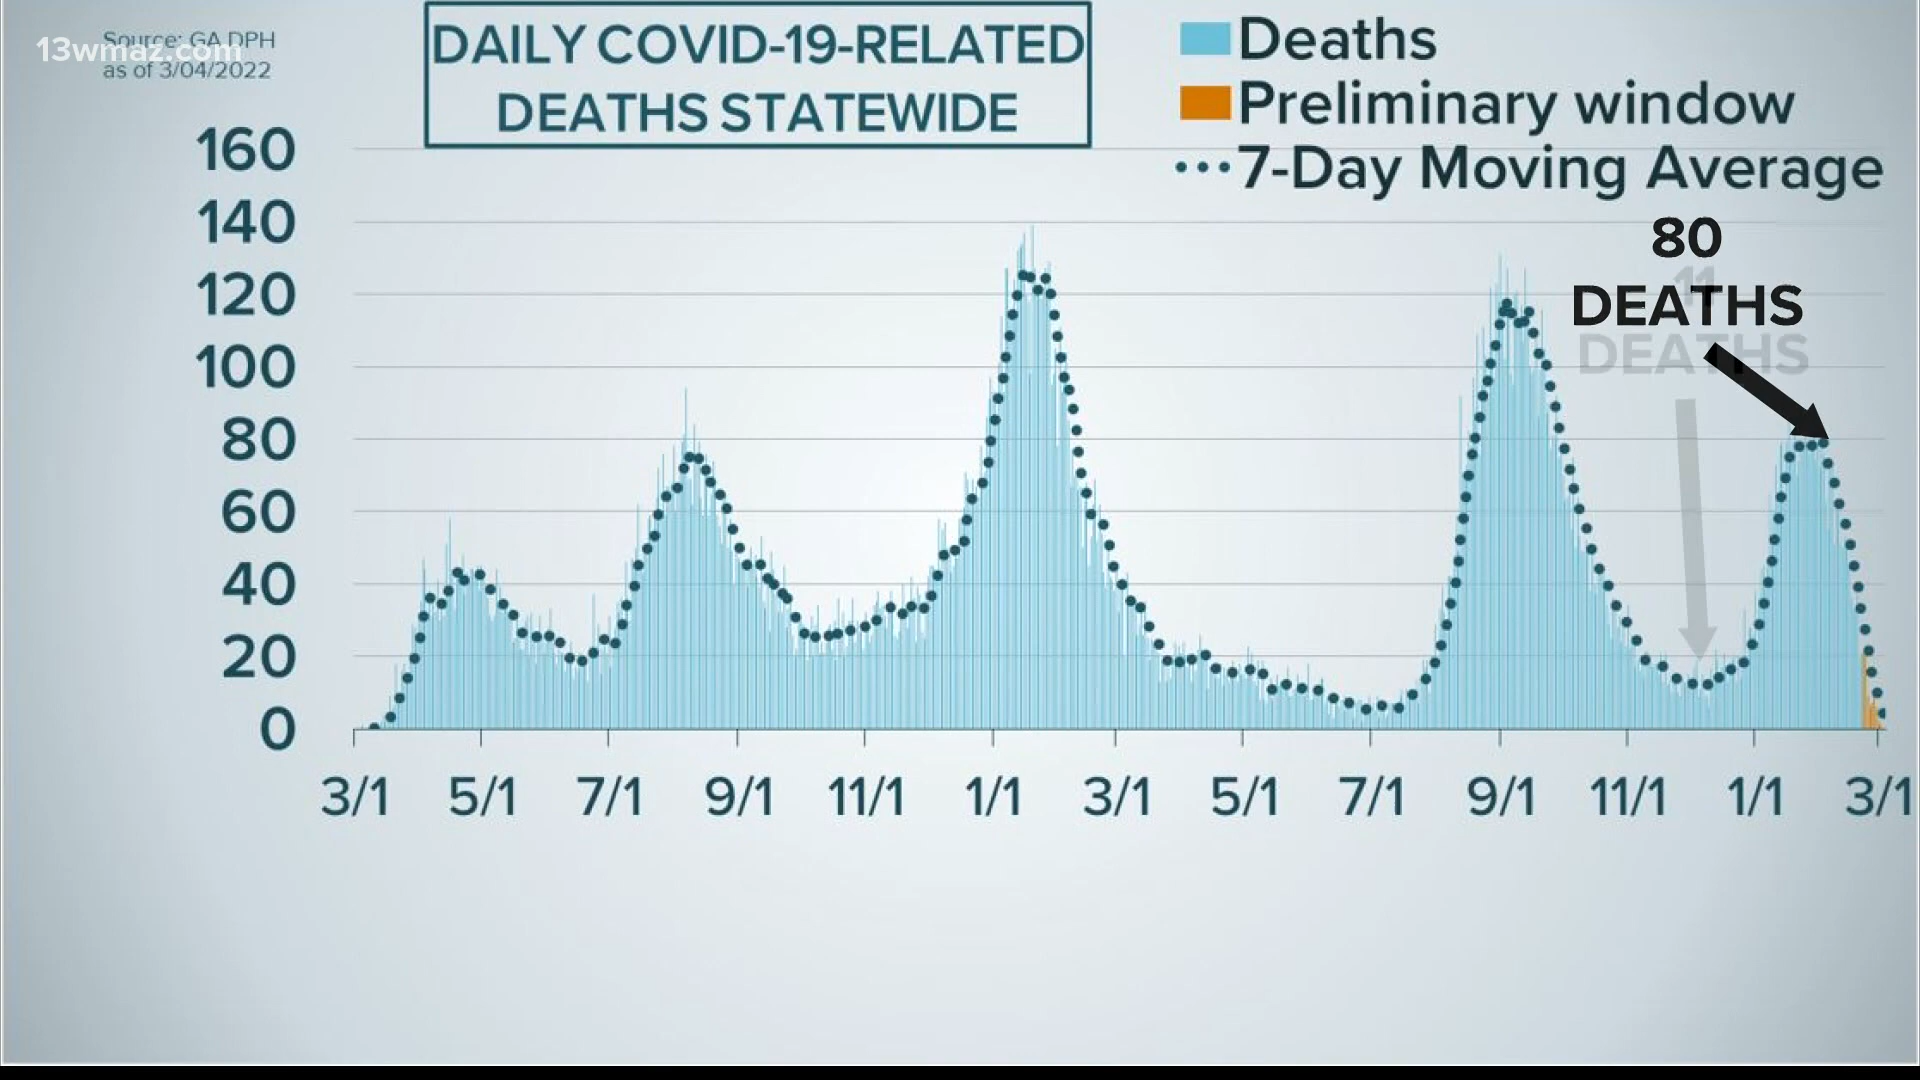 Source: GA DPH
13wmaz.com
as of 3/04/2022
DAILY COVID-19-RELATED
DEATHS STATEWIDE
Deaths
Preliminary window
7-Day Moving Average
80
DEATHS
11
DEATHS
160
140
120
100
80
60
40
20
0
3/1 5/1 7/1 9/1 11/1 1/1 3/1 5/1 7/1 9/1 11/1 1/1 3/1